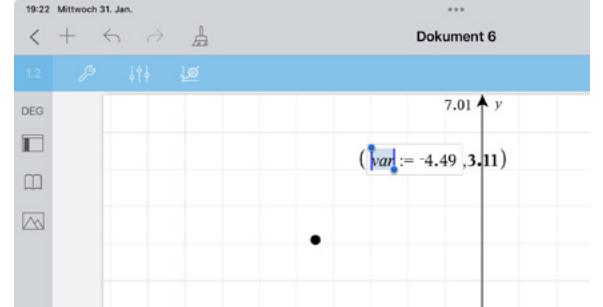 19:22 Mittwoch 31. Jan.
Dokument 6
1.2
DEG
7.01 y
( var := -4.49 ,3.11)